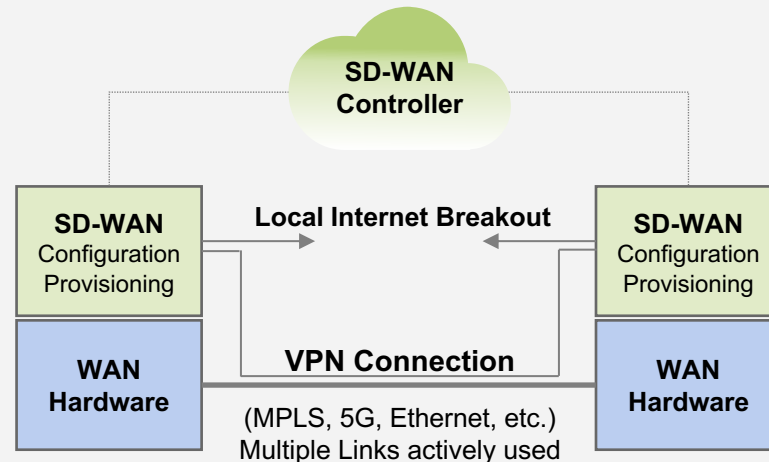 SD-WAN
Controller
SD-WAN
Configuration
Provisioning
Local Internet Breakout
SD-WAN
Configuration
Provisioning
WAN
Hardware
VPN Connection
(MPLS, 5G, Ethernet, etc.)
Multiple Links actively used
WAN
Hardware